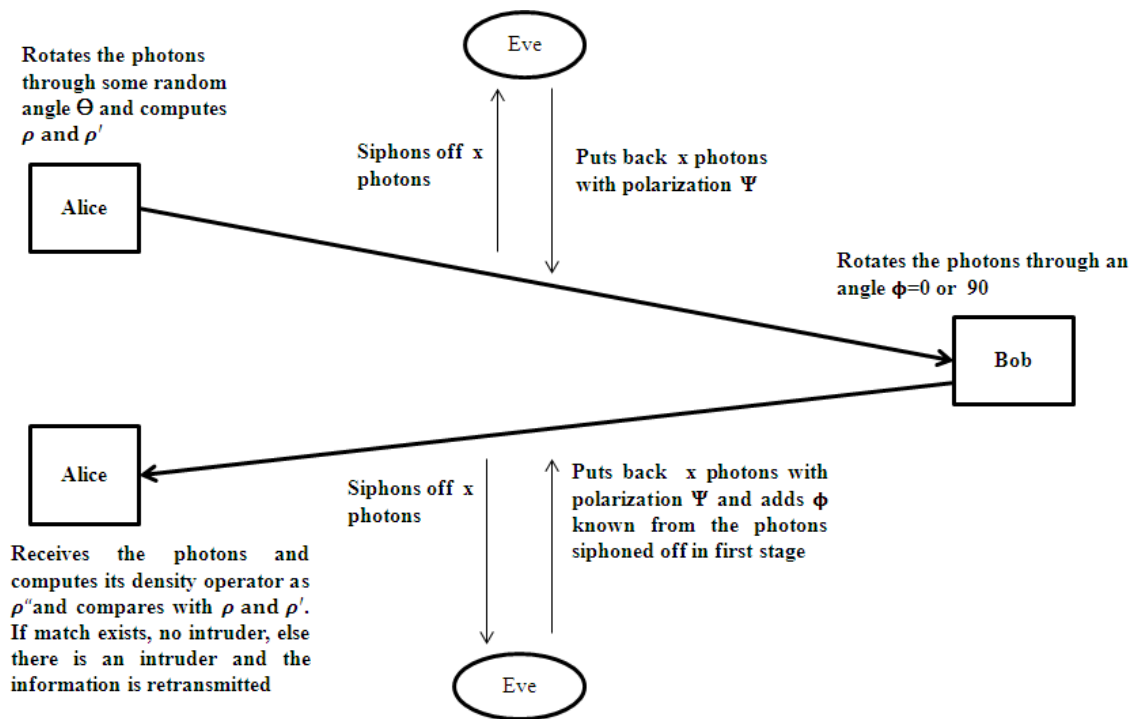 Eve
Rotates the photons
through some random
angle Θ and computes
ρ and ρ′
Siphons off x
photons
Puts back x photons
with polarization Ψ
Alice
Rotates the photons through an
angle ϕ=0 or 90
Bob
Alice
Siphons off x
photons
Puts back x photons with
polarization Ψ and adds ϕ
known from the photons
siphoned off in first stage
Receives the photons and
computes its density operator as
ρ″and compares with ρ and ρ′.
If match exists, no intruder, else
there is an intruder and the
information is retransmitted
Eve